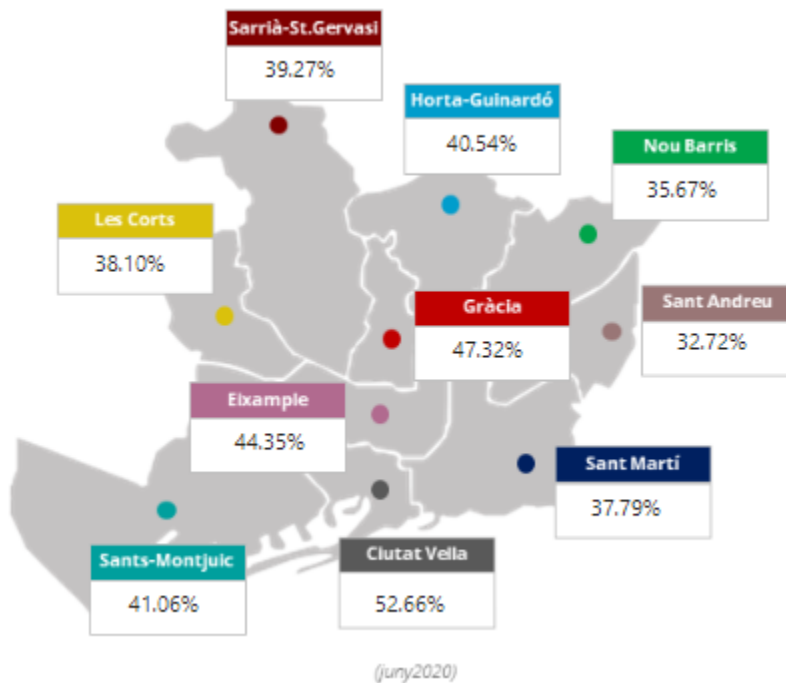 Sarrià-St.Gervasi
39.27%
Horta-Guinardó
40.54%
Nou Barris
35.67%
Les Corts
38.10%
Gràcia
47.32%
Sant Andreu
32.72%
Eixample
44.35%
Sant Martí
37.79%
Sants-Montjuic
41.06%
Ciutat Vella
52.66%
(juny2020)